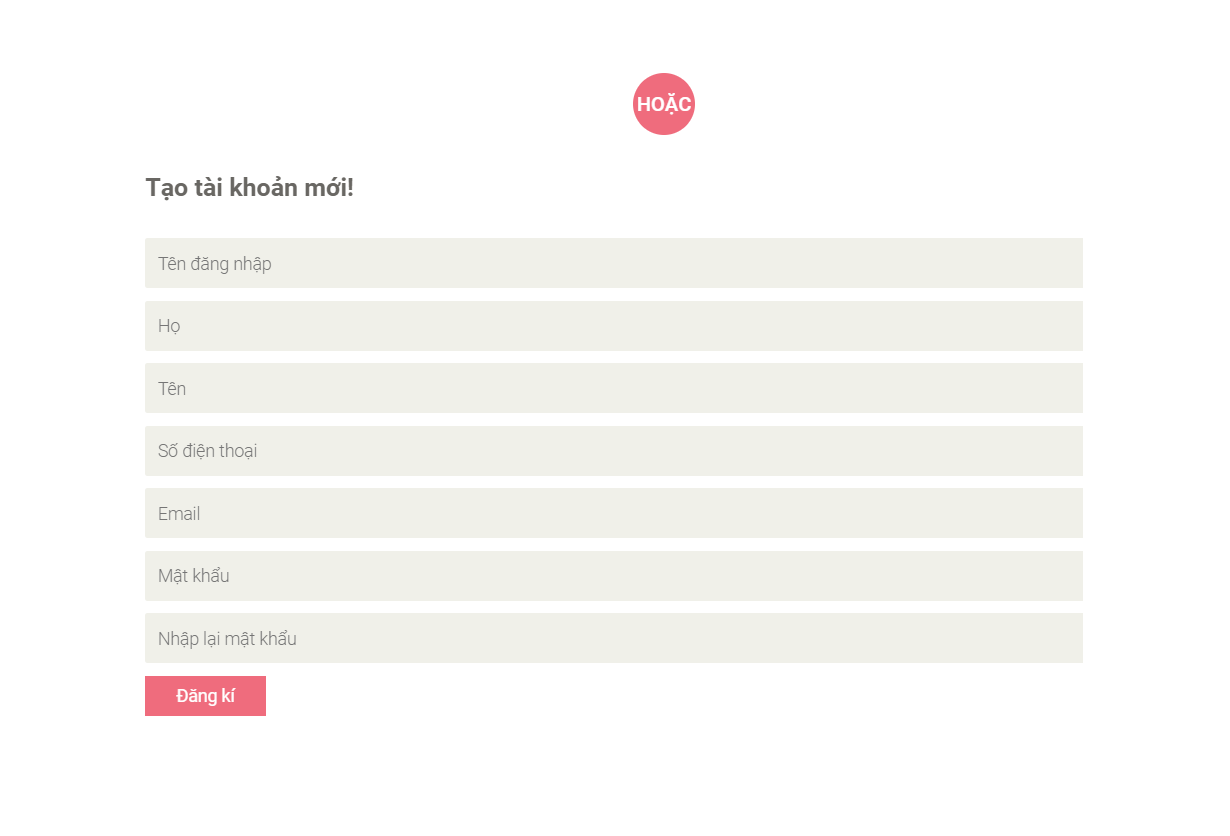 HOẶC
Tạo tài khoản mới!
Tên đăng nhập
Họ
Tên
Số điện thoại
Email
Mật khẩu
Nhập lại mật khẩu
Đăng kí